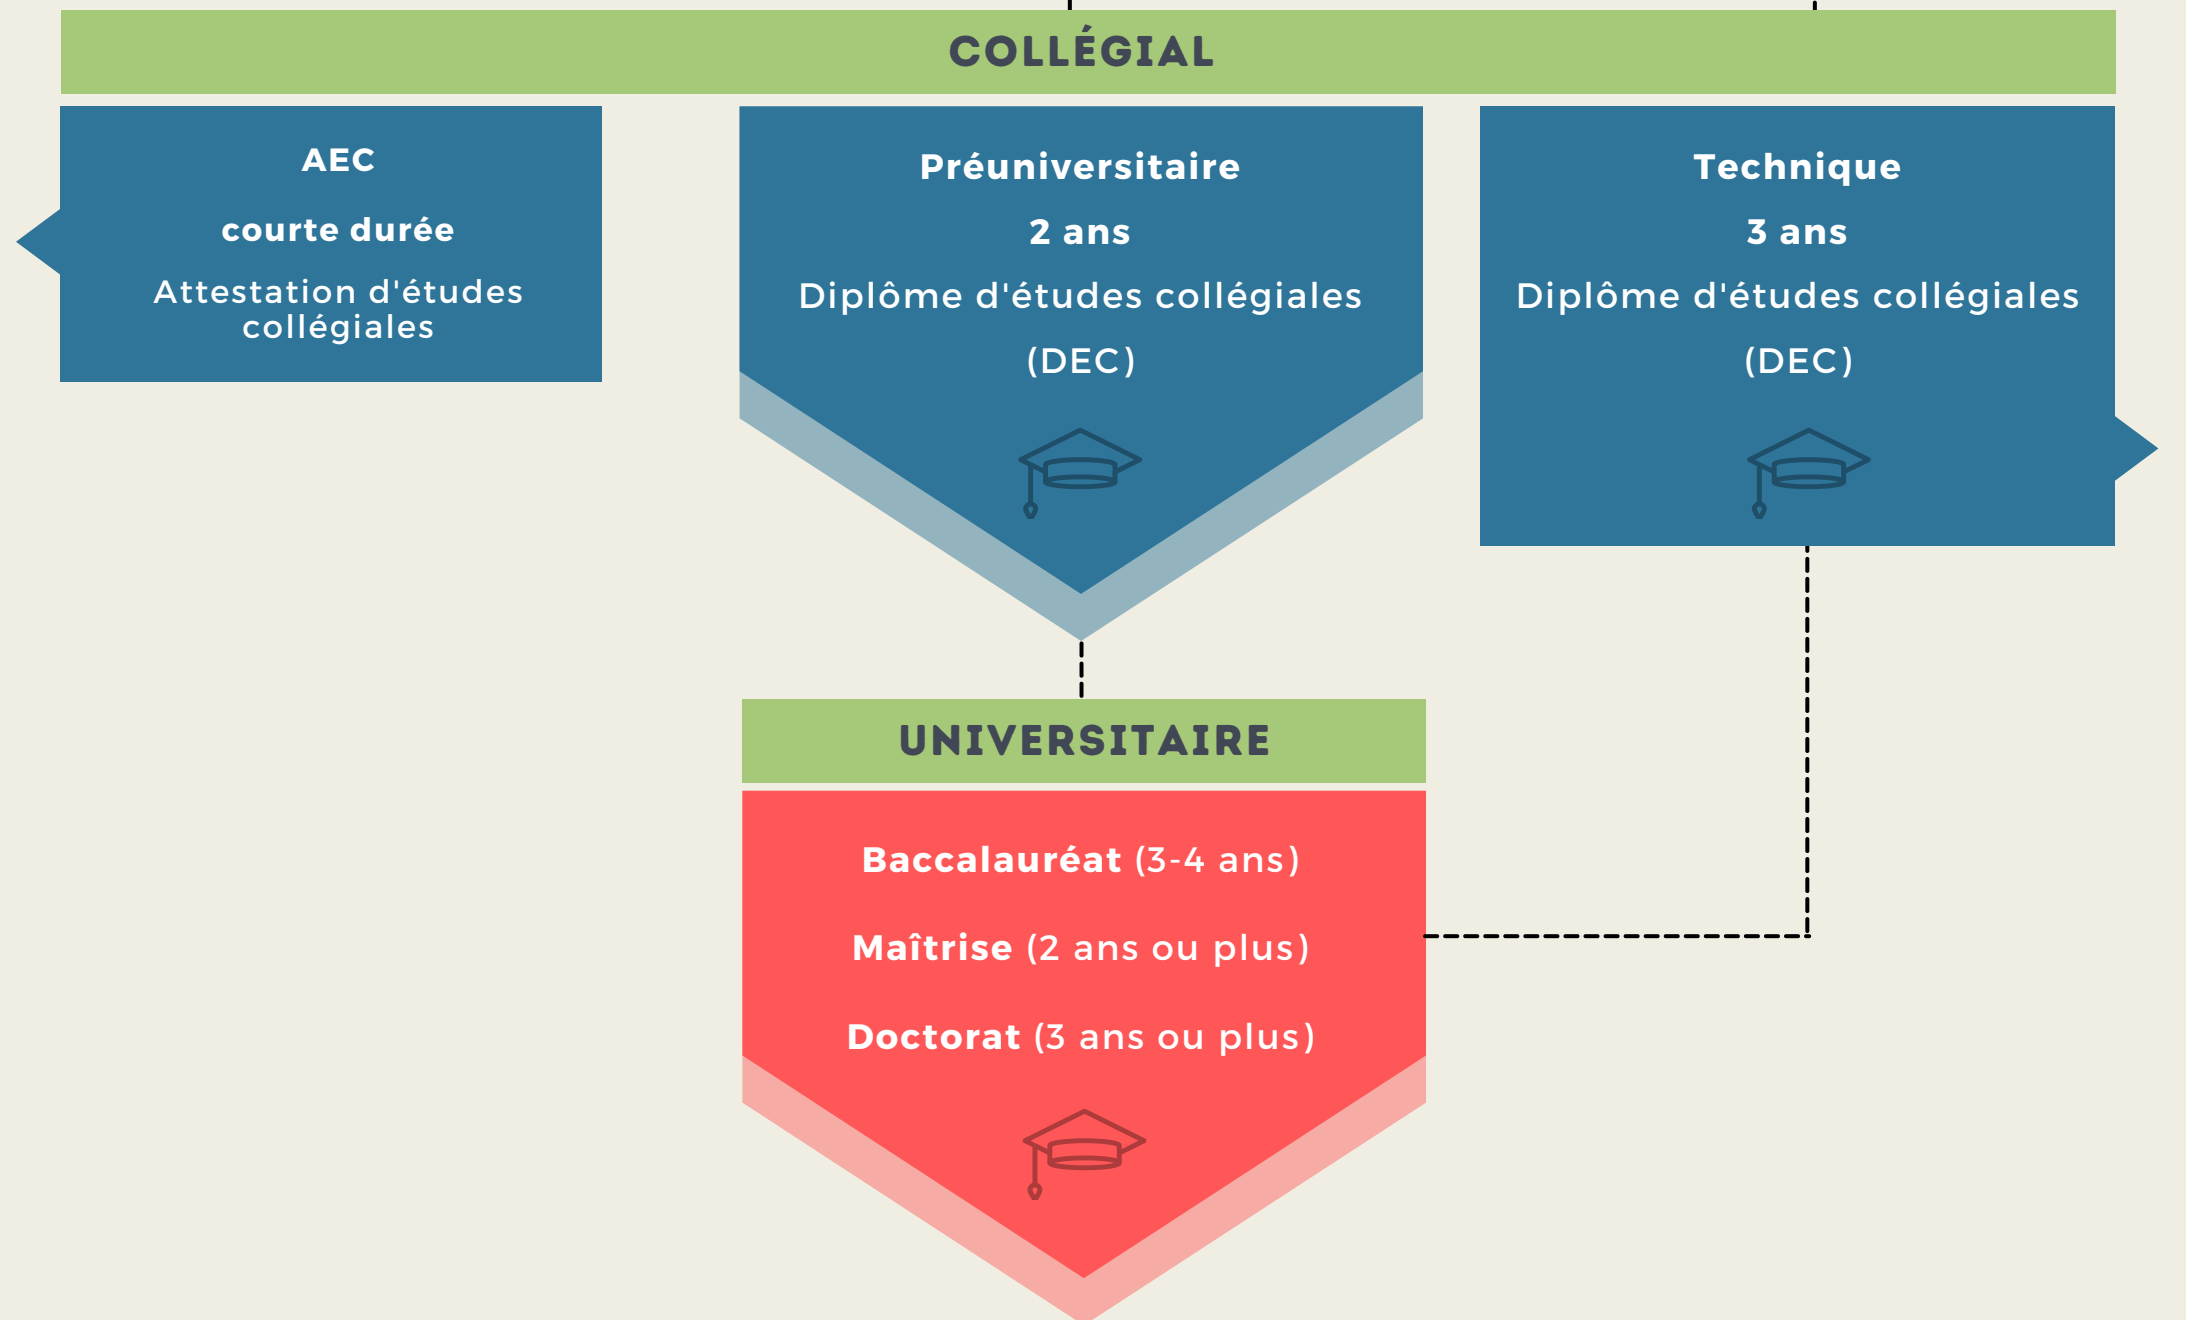 COLLÉGIAL
AEC
courte durée
Attestation d'études
collégiales
Préuniversitaire
2 ans
Diplôme d'études collégiales
(DEC)
Technique
3 ans
Diplôme d'études collégiales
(DEC)
UNIVERSITAIRE
Baccalauréat (3-4 ans)
Maîtrise (2 ans ou plus)
Doctorat (3 ans ou plus)